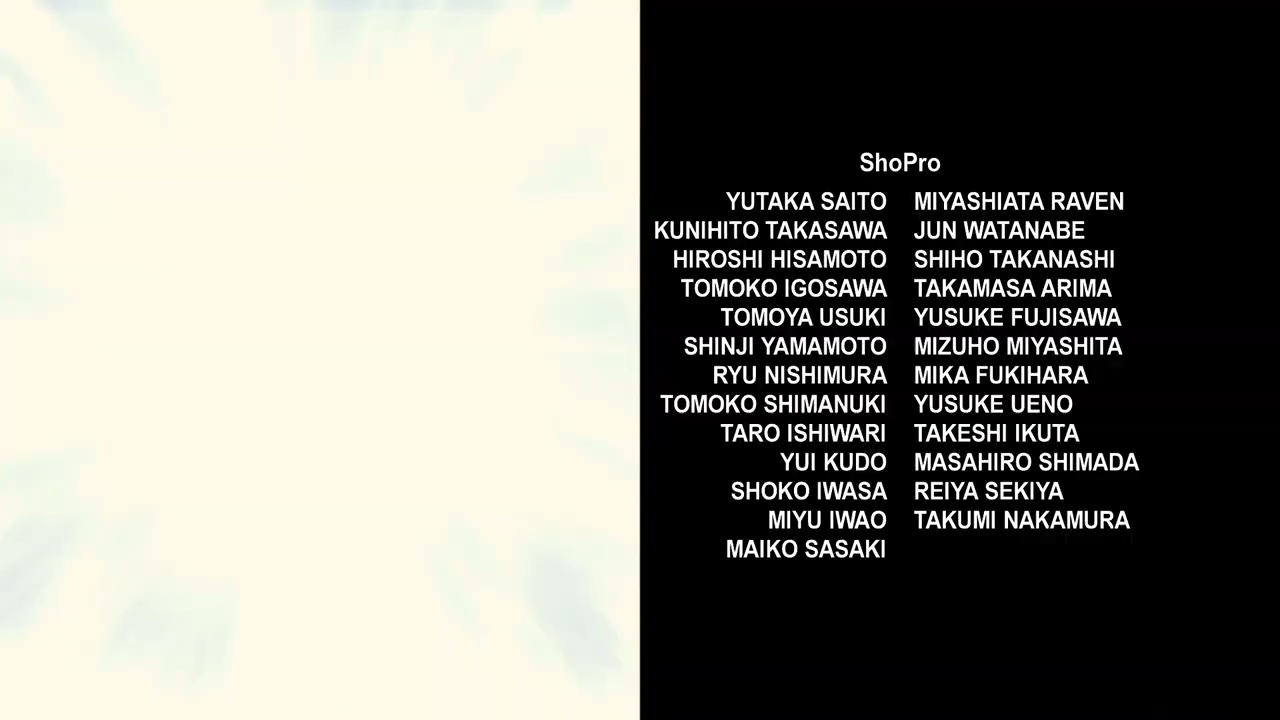 ShoPro
YUTAKA SAITO MIYASHIATA RAVEN
KUNIHITO TAKASAWA JUN WATANABE
HIROSHI HISAMOTO SHIHO TAKANASHI
TOMOKO IGOSAWA TAKAMASA ARIMA
TOMOYA USUKI YUSUKE FUJISAWA
SHINJI YAMAMOTO MIZUHO MIYASHITA
RYU NISHIMURA MIKA FUKIHARA
TOMOKO SHIMANUKI YUSUKE UENO
TARO ISHIWARI TAKESHI IKUTA
YUI KUDO MASAHIRO SHIMADA
SHOKO IWASA REIYA SEKIYA
MIYU IWAO TAKUMI NAKAMURA
MAIKO SASAKI